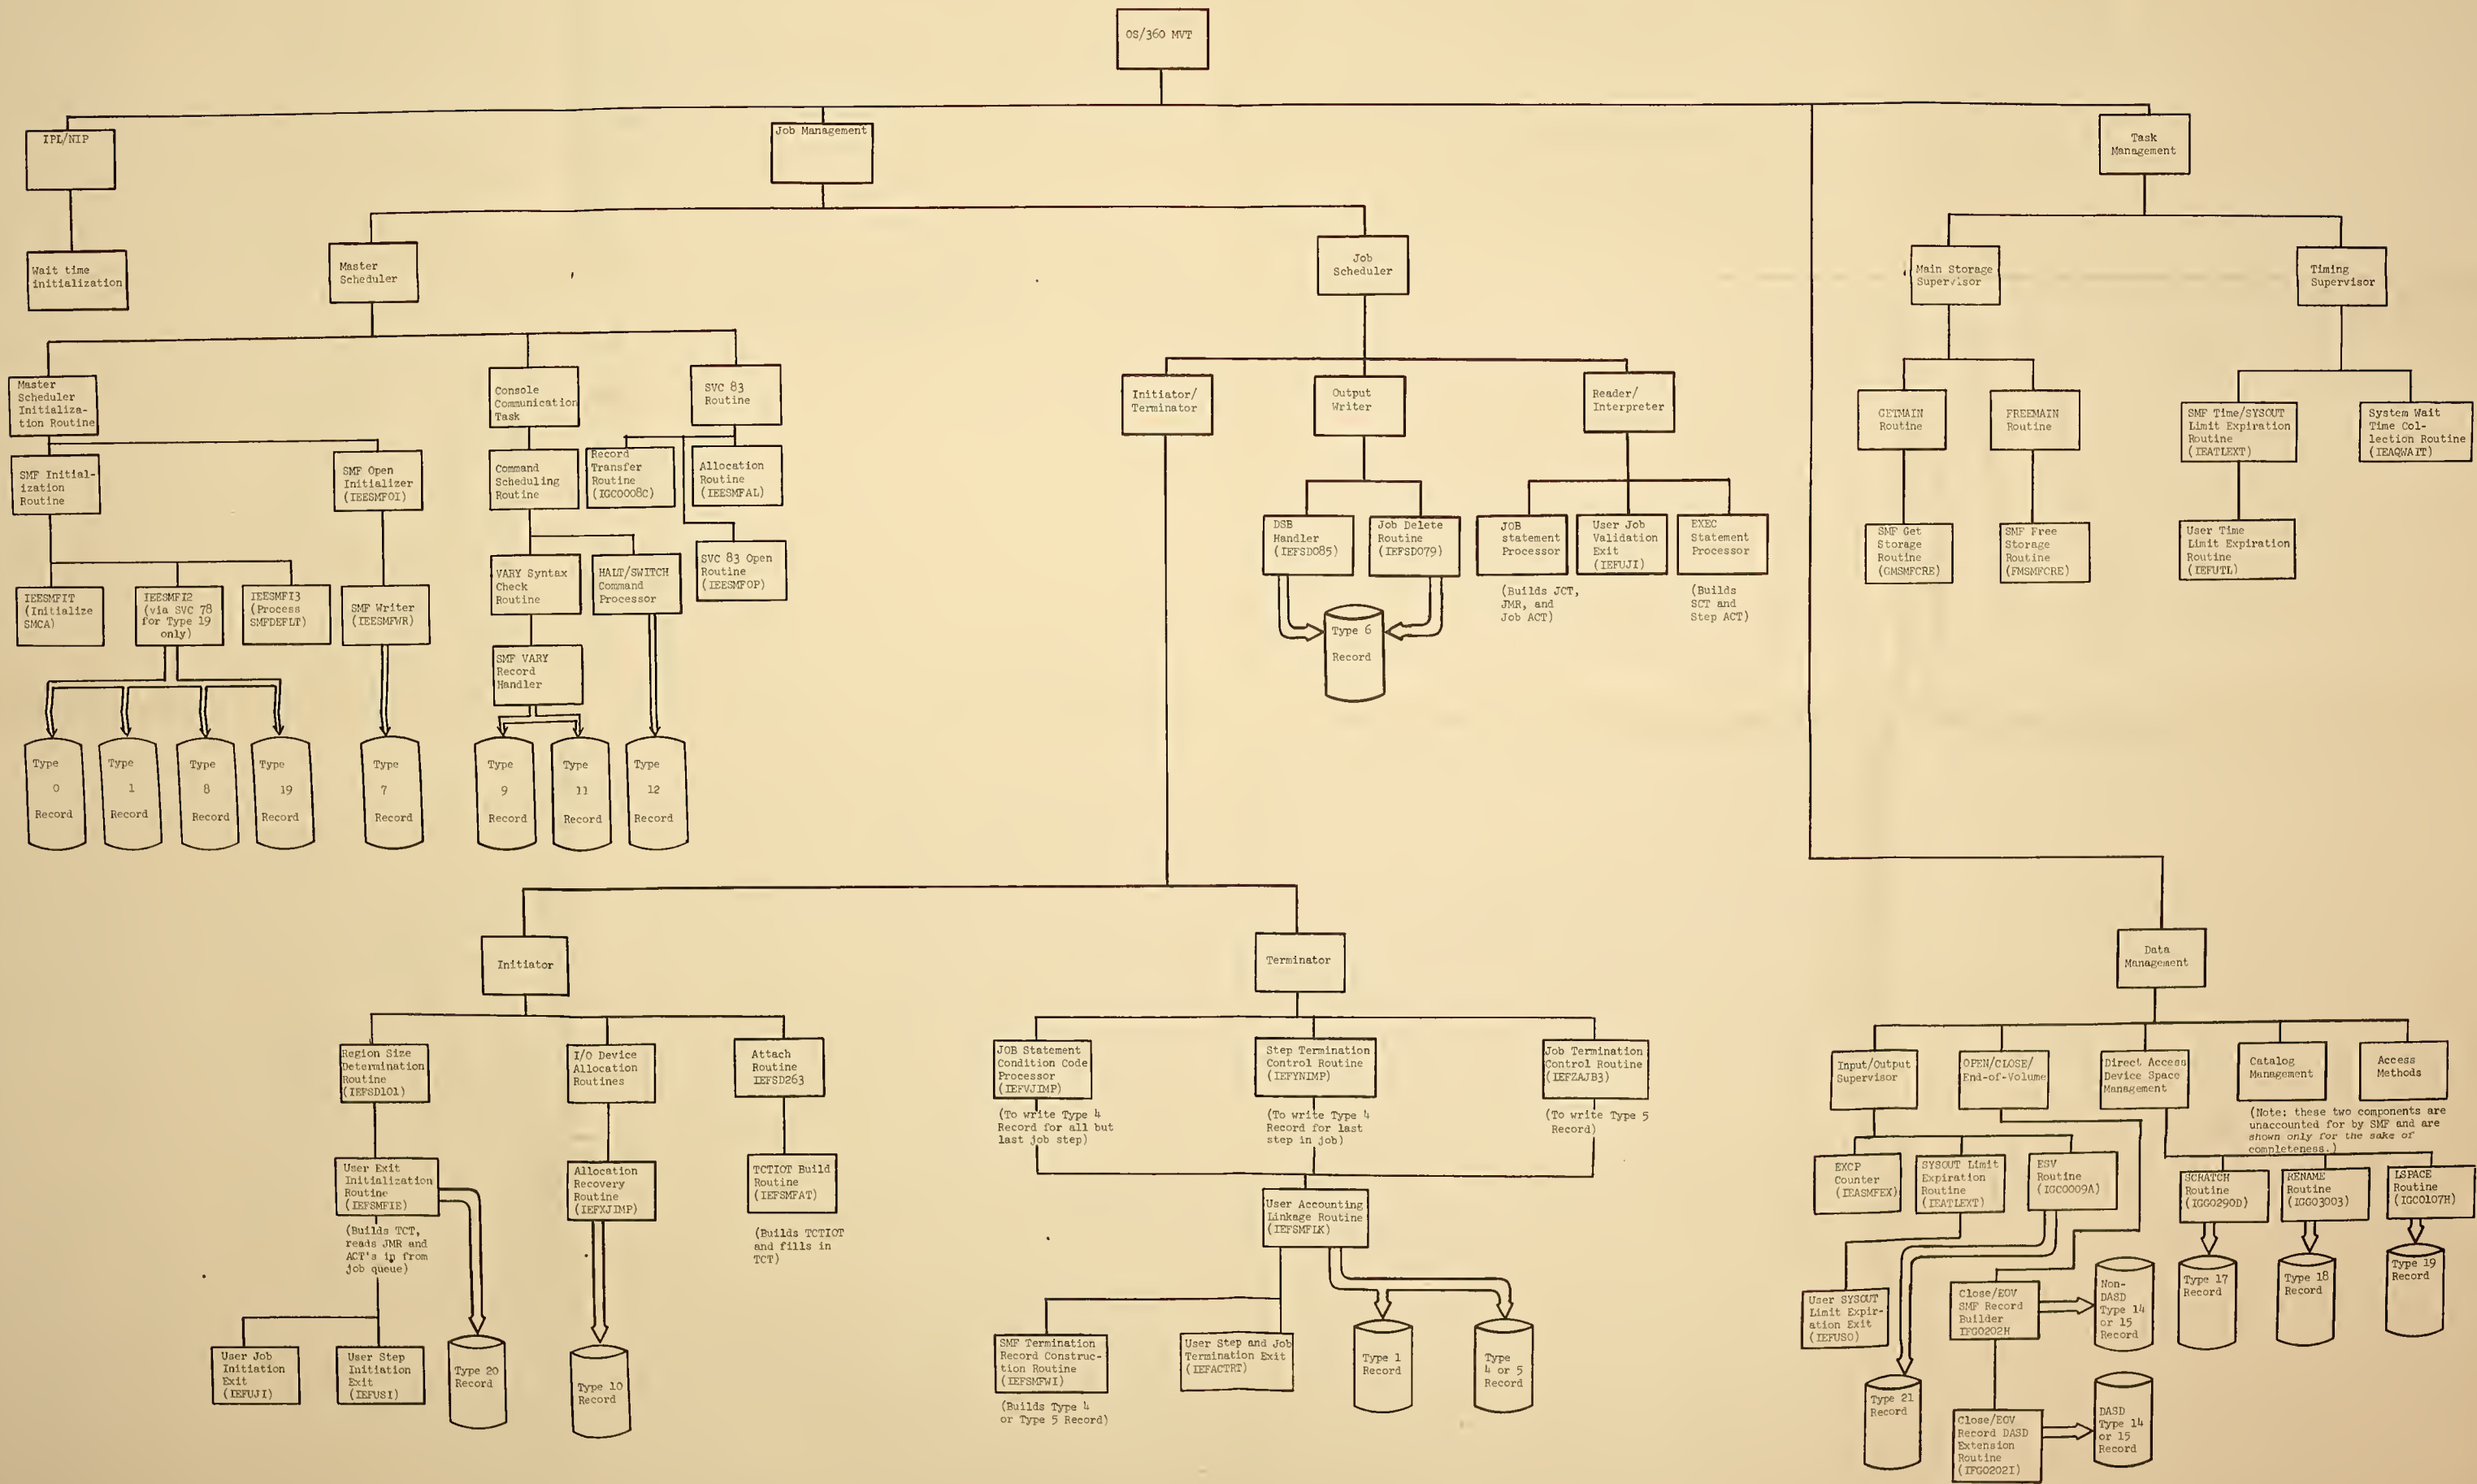 OS/360 MVT
IPL/NIP
Job Management
Task
Management
Wait time
initialization
Master
Scheduler
Job
Scheduler
Main Storage
Supervisor
Timing
Supervisor
Master
Scheduler
Initializa-
tion Routine
Console
Communication
Task
SVC 83
Routine
Initiator/
Terminator
Output
Writer
Reader/
Interpreter
GETMAIN
Routine
FREEMAIN
Routine
SMF Time/SYSOUT
Limit Expiration
Routine
(IEATLEXT)
System Wait
Time Col-
lection Routine
(IEAQWAIT)
SMF Initial-
ization
Routine
SMF Open
Initializer
(IEESMFOI)
Command
Scheduling
Routine
Record
Transfer
Routine
(IGC0008C)
Allocation
Routine
(IEESMFAL)
DSB
Handler
(IEFSD085)
Job Delete
Routine
(IEFSD079)
JOB
statement
Processor
User Job
Validation
Exit
(IEFUJI)
EXEC
Statement
Processor
SMF Get
Storage
Routine
(GMSMFCRE)
SMF Free
Storage
Routine
(FMSMFCRE)
User Time
Limit Expiration
Routine
(IEFUTL)
IEESMFIT
(Initialize
SMCA)
IEESMFI2
(via SVC 78
for Type 19
only)
IEESMFI3
(Process
SMFDEFLT)
SMF Writer
(IEESMFWR)
VARY Syntax
Check
Routine
HALT/SWITCH
Command
Processor
SVC 83 Open
Routine
(IEESMFOP)
(Builds JCT,
JMR, and
Job ACT)
(Builds
SCT and
Step ACT)
Type 6
Record
SMF VARY
Record
Handler
Type
0
Record
Type
1
Record
Type
8
Record
Type
19
Record
Type
7
Record
Type
9
Record
Type
11
Record
Type
12
Record
Initiator
Terminator
Data
Management
Region Size
Determination
Routine
(IEFSD101)
I/O Device
Allocation
Routines
Attach
Routine
IEFSD263
JOB Statement
Condition Code
Processor
(IEFVJIMP)
Step Termination
Control Routine
(IEFYNIMP)
Job Termination
Control Routine
(IEFZAJB3)
Input/Output
Supervisor
OPEN/CLOSE/
End-of-Volume
Direct Access
Device Space
Management
Catalog
Management
Access
Methods
(To write Type 4
Record for all but
last job step)
(To write Type 4
Record for last
step in job)
(To write Type 5
Record)
(Note: these two components are
unaccounted for by SMF and are
shown only for the sake of
completeness.)
User Exit
Initialization
Routine
(IEFSMFIE)
Allocation
Recovery
Routine
(IEFXJIMP)
TCTIOT Build
Routine
(IEFSMFAT)
User Accounting
Linkage Routine
(IEFSMFLK)
EXCP
Counter
(IEASMFEX)
SYSOUT Limit
Expiration
Routine
(IEATLEXT)
ESV
Routine
(IGC0009A)
SCRATCH
Routine
(IGG0290D)
RENAME
Routine
(IGG03003)
LSPACE
Routine
(IGC0107H)
(Builds TCT,
reads JMR and
ACT's in from
job queue)
(Builds TCTIOT
and fills in
TCT)
User SYSOUT
Limit Expir-
ation Exit
(IEFUSO)
Close/EOV
SMF Record
Builder
IFG0202H
Non-
DASD
Type 14
or 15
Record
Type 17
Record
Type 18
Record
Type 19
Record
User Job
Initiation
Exit
(IEFUJI)
User Step
Initiation
Exit
(IEFUSI)
Type 20
Record
Type 10
Record
SMF Termination
Record Construc-
tion Routine
(IEFSMFWI)
User Step and Job
Termination Exit
(IEFACTRT)
Type 1
Record
Type
4 or 5
Record
(Builds Type 4
or Type 5 Record)
Type 21
Record
Close/EOV
Record DASD
Extension
Routine
(IFG0202I)
DASD
Type 14
or 15
Record